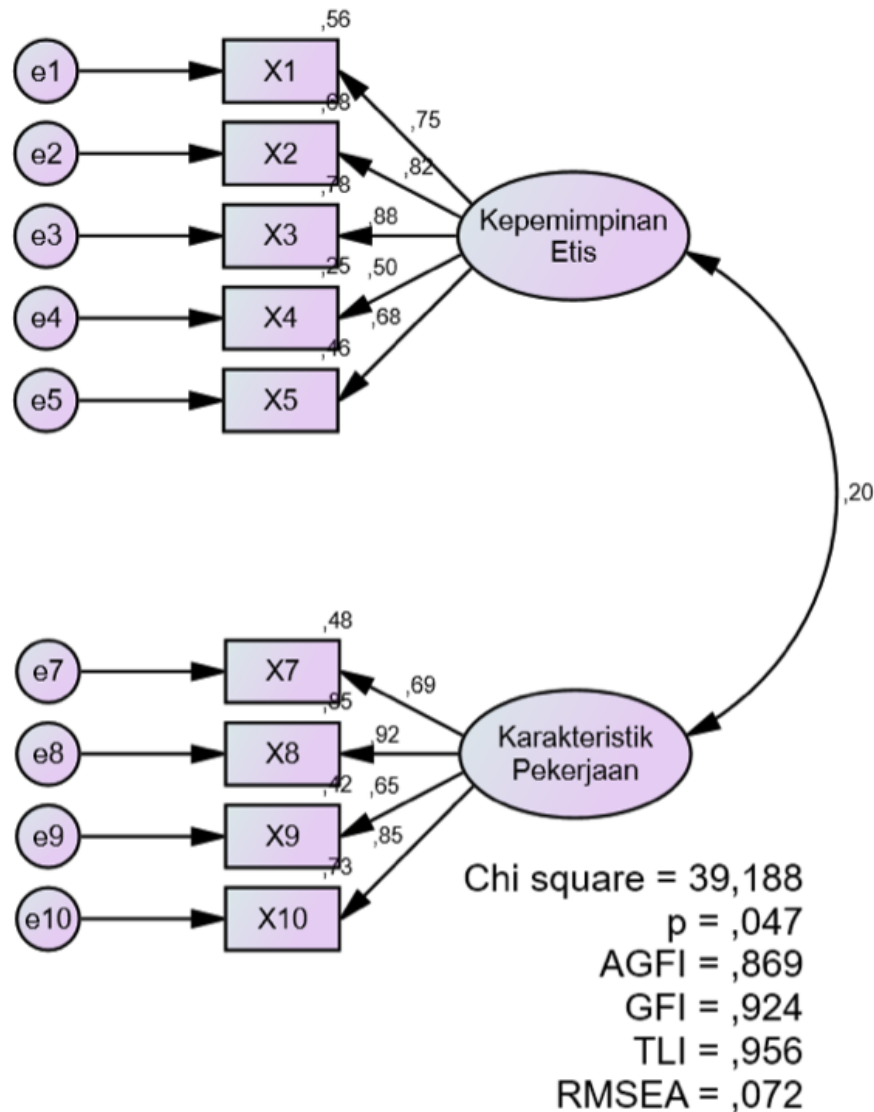 ,56
e1
X1
,68
,75
e2
X2
,82
,78
Kepemimpinan
Etis
e3
X3
,88
,25
,50
e4
X4
,68
,46
e5
X5
,20
,48
e7
X7
,69
,85
e8
X8
,92
Karakteristik
Pekerjaan
,42
,65
e9
X9
,85
,73
e10
X10
Chi square = 39,188
p = ,047
AGFI = ,869
GFI = ,924
TLI = ,956
RMSEA = ,072